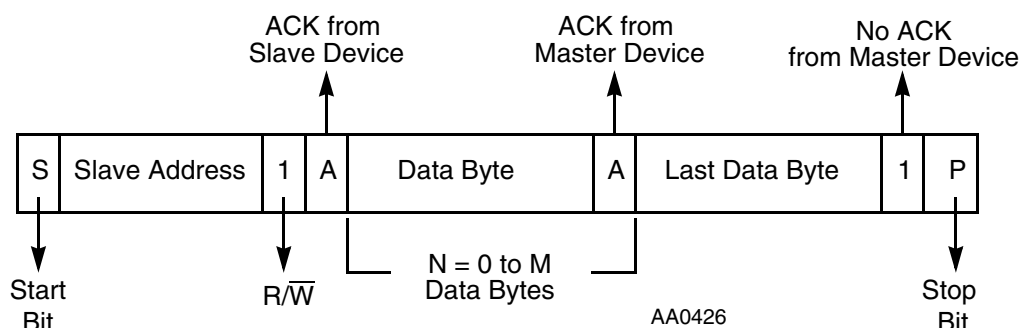 ACK from
Slave Device
ACK from
Master Device
No ACK
from Master Device
S Slave Address 1 A Data Byte A Last Data Byte 1 P
Start
Bit
R/W̅
N = 0 to M
Data Bytes
AA0426
Stop
Bit